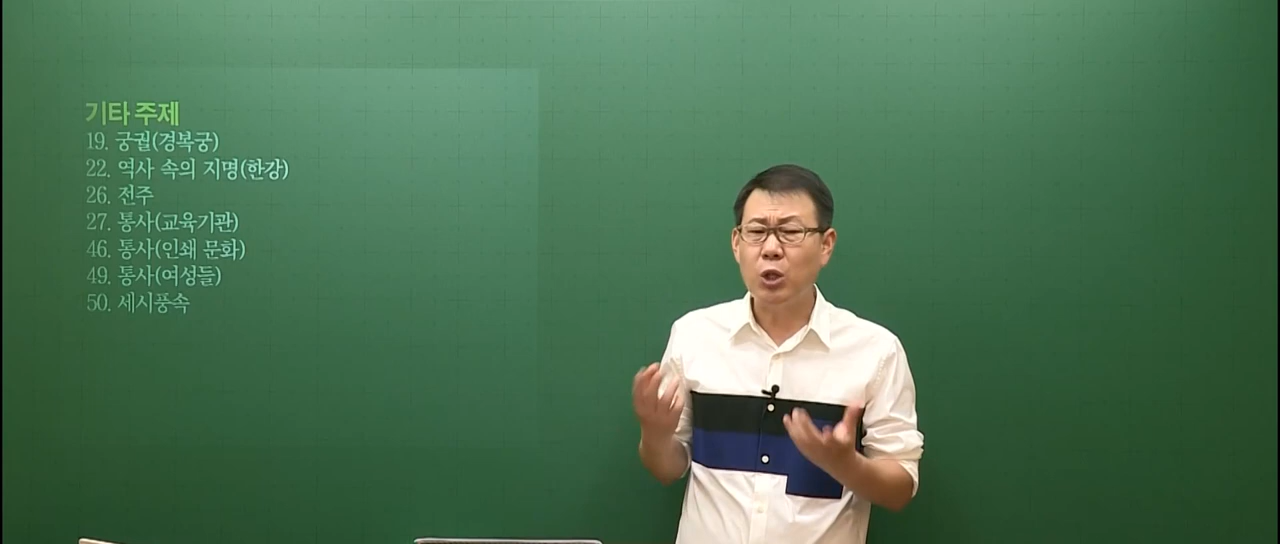 기타 주제
19. 궁궐(경복궁)
22. 역사 속의 지명(한강)
26. 전주
27. 통사(교육기관)
46. 통사(인쇄 문화)
49. 통사(여성들)
50. 세시풍속